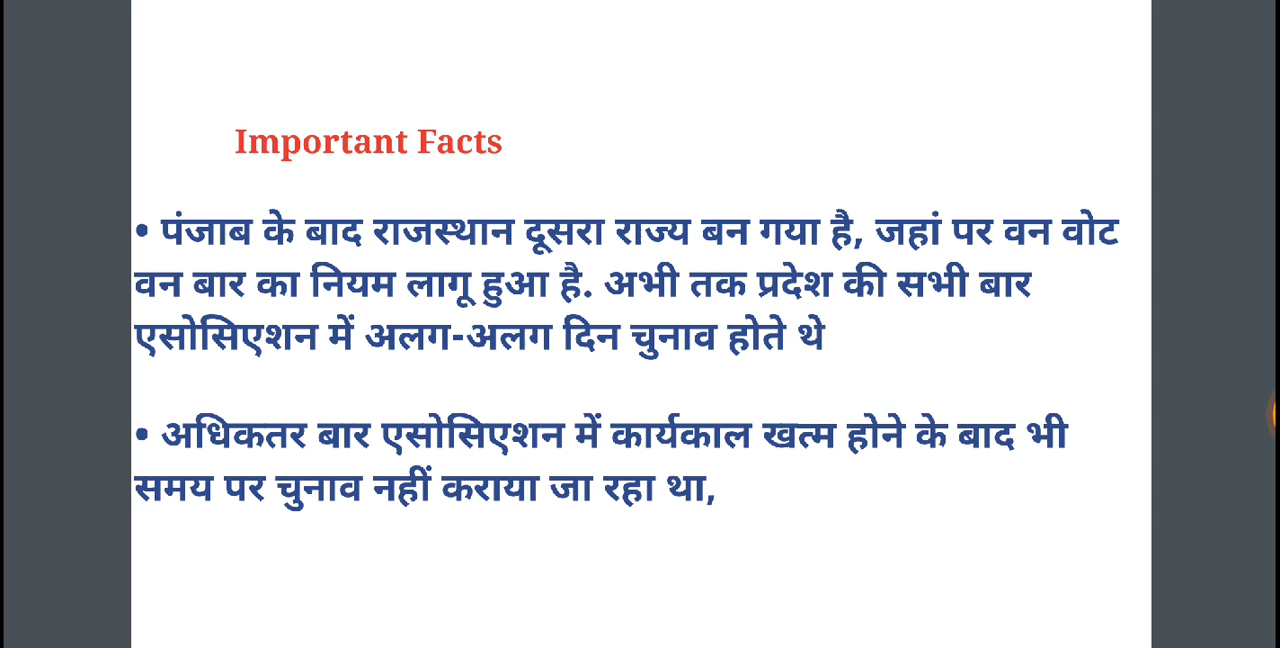 Important Facts
• पंजाब के बाद राजस्थान दूसरा राज्य बन गया है, जहां पर वन वोट
वन बार का नियम लागू हुआ है. अभी तक प्रदेश की सभी बार
एसोसिएशन में अलग-अलग दिन चुनाव होते थे
• अधिकतर बार एसोसिएशन में कार्यकाल खत्म होने के बाद भी
समय पर चुनाव नहीं कराया जा रहा था,